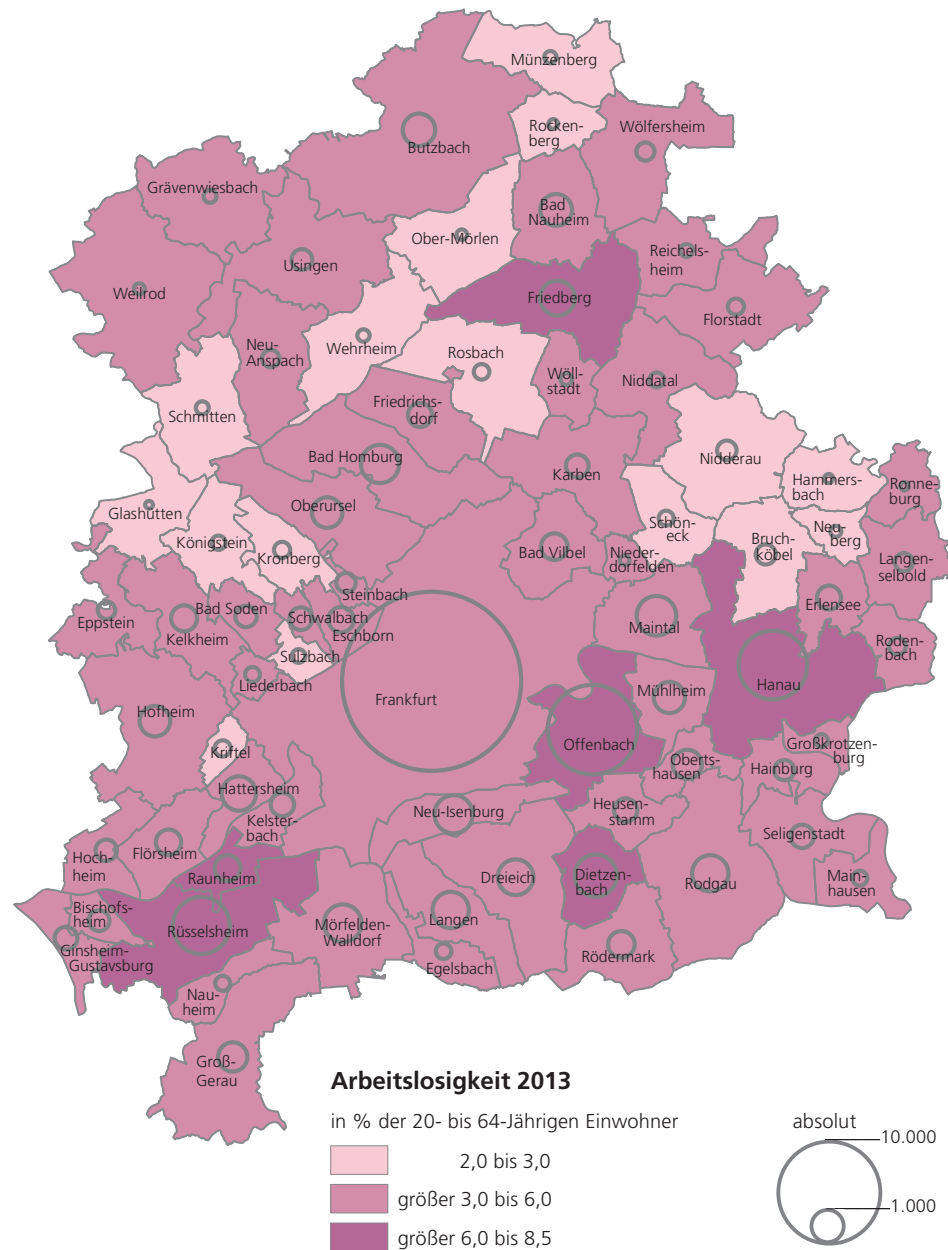 Münzenberg
Rocken-
berg
Wölfersheim
Butzbach
Grävenwiesbach
Bad
Nauheim
Ober-Mörlen
Reichels-
heim
Usingen
Weilrod
Friedberg
Florstadt
Neu-
Anspach
Wehrheim
Rosbach
Wöll-
stadt
Niddatal
Friedrichs-
dorf
Schmitten
Bad Homburg
Nidderau
Karben
Hammers-
bach
Ronne-
burg
Oberursel
Glashütten
Schön-
eck
Neu-
berg
Bruch-
köbel
Königstein
Kronberg
Bad Vilbel
Nieder-
dorfelden
Langen-
selbold
Steinbach
Erlensee
Bad Soden
Schwalbach
Eppstein
Kelkheim
Eschborn
Maintal
Roden-
bach
Sulzbach
Liederbach
Hanau
Frankfurt
Mühlheim
Hofheim
Offenbach
Großkrotzen-
burg
Kriftel
Oberts-
hausen
Hainburg
Hattersheim
Neu-Isenburg
Heusen-
stamm
Kelster-
bach
Seligenstadt
Flörsheim
Hoch-
heim
Raunheim
Dreieich
Dietzen-
bach
Rodgau
Main-
hausen
Bischofs-
heim
Langen
Rüsselsheim
Mörfelden-
Walldorf
Ginsheim-
Gustavsburg
Egelsbach
Rödermark
Nau-
heim
Groß-
Gerau
Arbeitslosigkeit 2013
in % der 20- bis 64-Jährigen Einwohner
2,0 bis 3,0
größer 3,0 bis 6,0
größer 6,0 bis 8,5
absolut
10.000
1.000